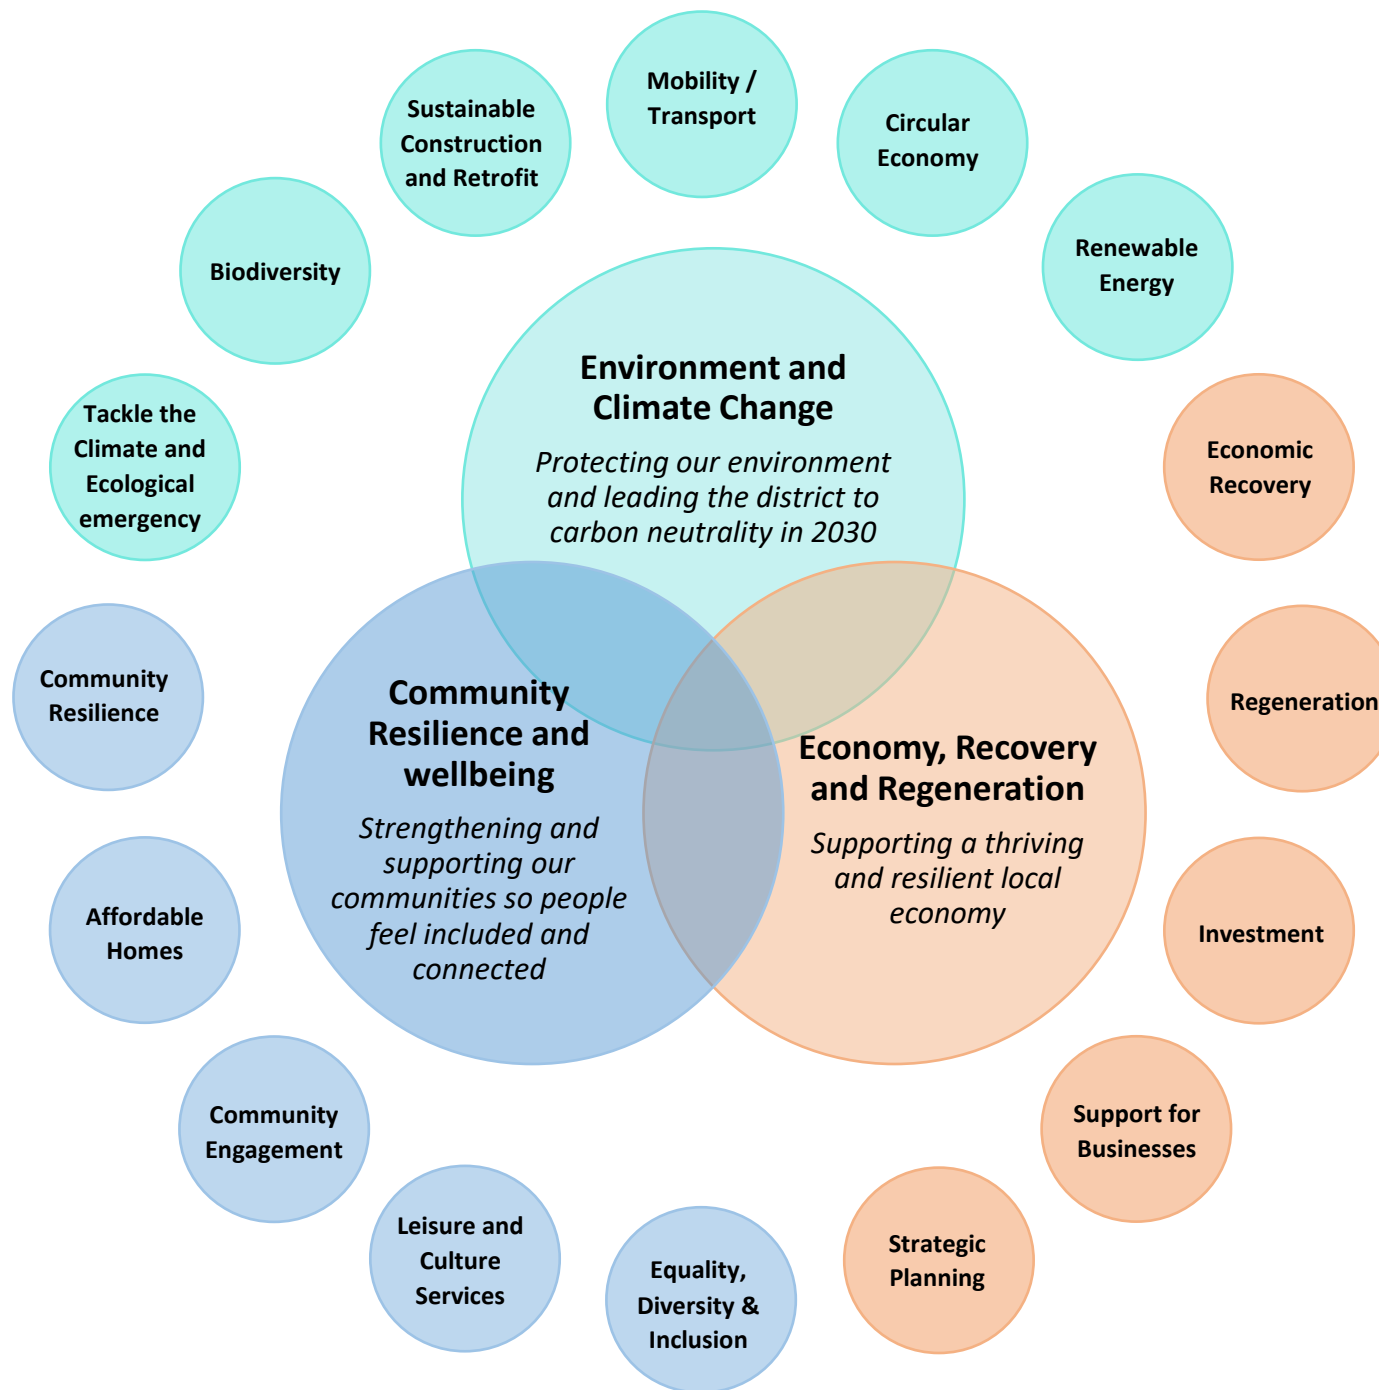 Mobility /
Transport
Sustainable
Construction
and Retrofit
Circular
Economy
Biodiversity
Renewable
Energy
Tackle the
Climate and
Ecological
emergency
Economic
Recovery
Environment and
Climate Change
Protecting our environment
and leading the district to
carbon neutrality in 2030
Community
Resilience
Regeneration
Community
Resilience and
wellbeing
Strengthening and
supporting our
communities so people
feel included and
connected
Economy, Recovery
and Regeneration
Supporting a thriving
and resilient local
economy
Affordable
Homes
Investment
Community
Engagement
Support for
Businesses
Leisure and
Culture
Services
Equality,
Diversity &
Inclusion
Strategic
Planning